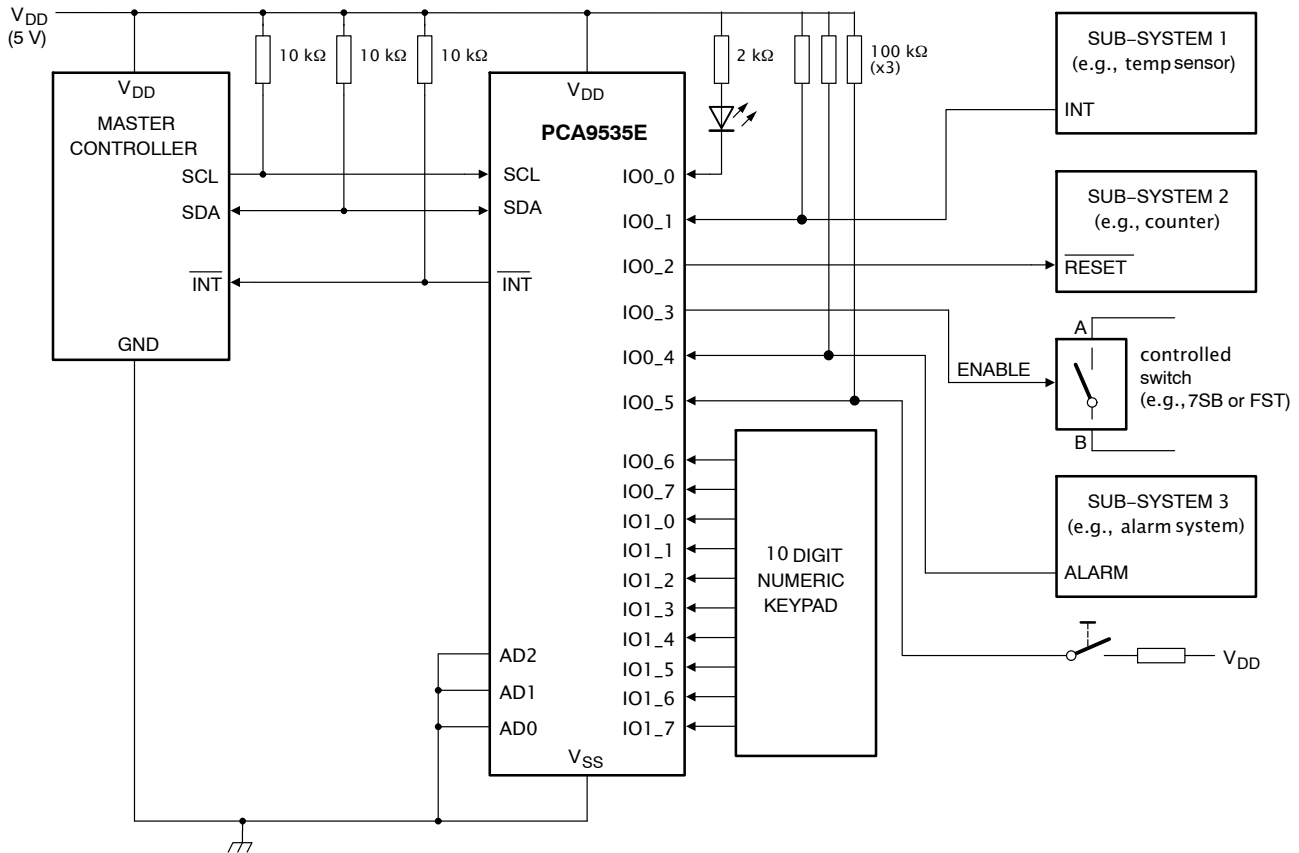 VDD
(5 V)
10 kΩ
10 kΩ
10 kΩ
2 kΩ
100 kΩ
(x3)
VDD
MASTER
CONTROLLER
SCL
SDA
INT
GND
VDD
PCA9535E
SCL
SDA
INT
AD2
AD1
AD0
VSS
IO0_0
IO0_1
IO0_2
IO0_3
IO0_4
IO0_5
IO0_6
IO0_7
IO1_0
IO1_1
IO1_2
IO1_3
IO1_4
IO1_5
IO1_6
IO1_7
10 DIGIT
NUMERIC
KEYPAD
SUB–SYSTEM 1
(e.g., temp sensor)
INT
SUB–SYSTEM 2
(e.g., counter)
RESET
A
ENABLE
B
controlled
switch
(e.g., 7SB or FST)
SUB–SYSTEM 3
(e.g., alarm system)
ALARM
VDD